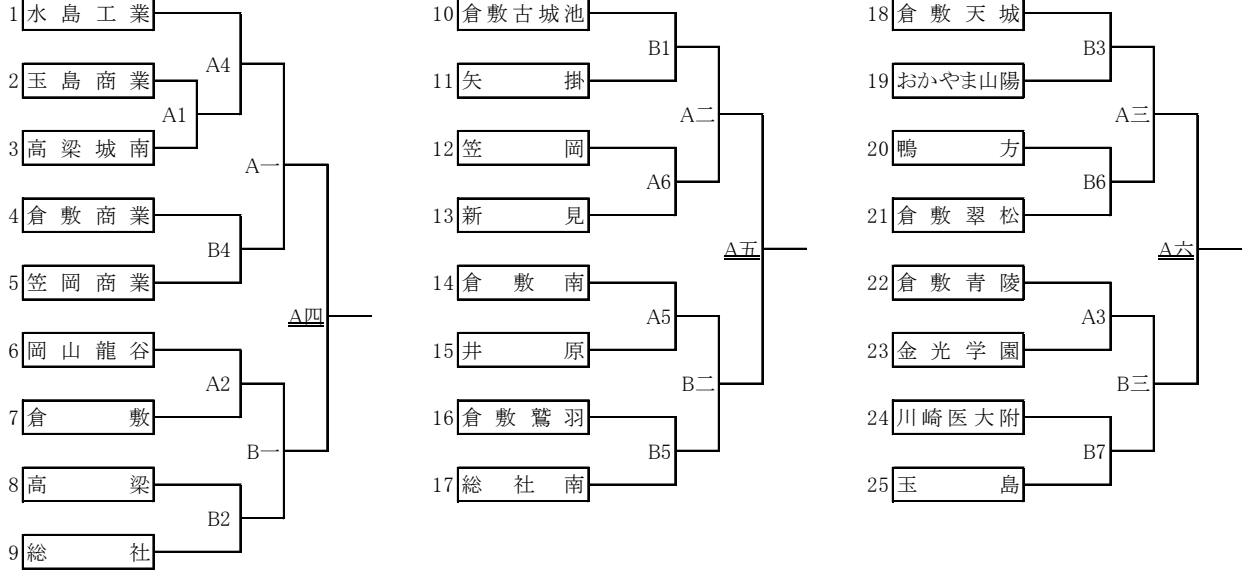 1 水島工業
A4
2 玉島商業
A1
3 高梁城南
A一
4 倉敷商業
B4
5 笠岡商業
A四
6 岡山龍谷
A2
7 倉敷
B一
8 高梁
B2
9 総社
10 倉敷古城池
B1
11 矢掛
A二
12 笠岡
A6
13 新見
A五
14 倉敷南
A5
15 井原
B二
16 倉敷鷲羽
B5
17 総社南
18 倉敷天城
B3
19 おかやま山陽
A三
20 鴨方
B6
21 倉敷翠松
A六
22 倉敷青陵
A3
23 金光学園
B三
24 川崎医大附
B7
25 玉島